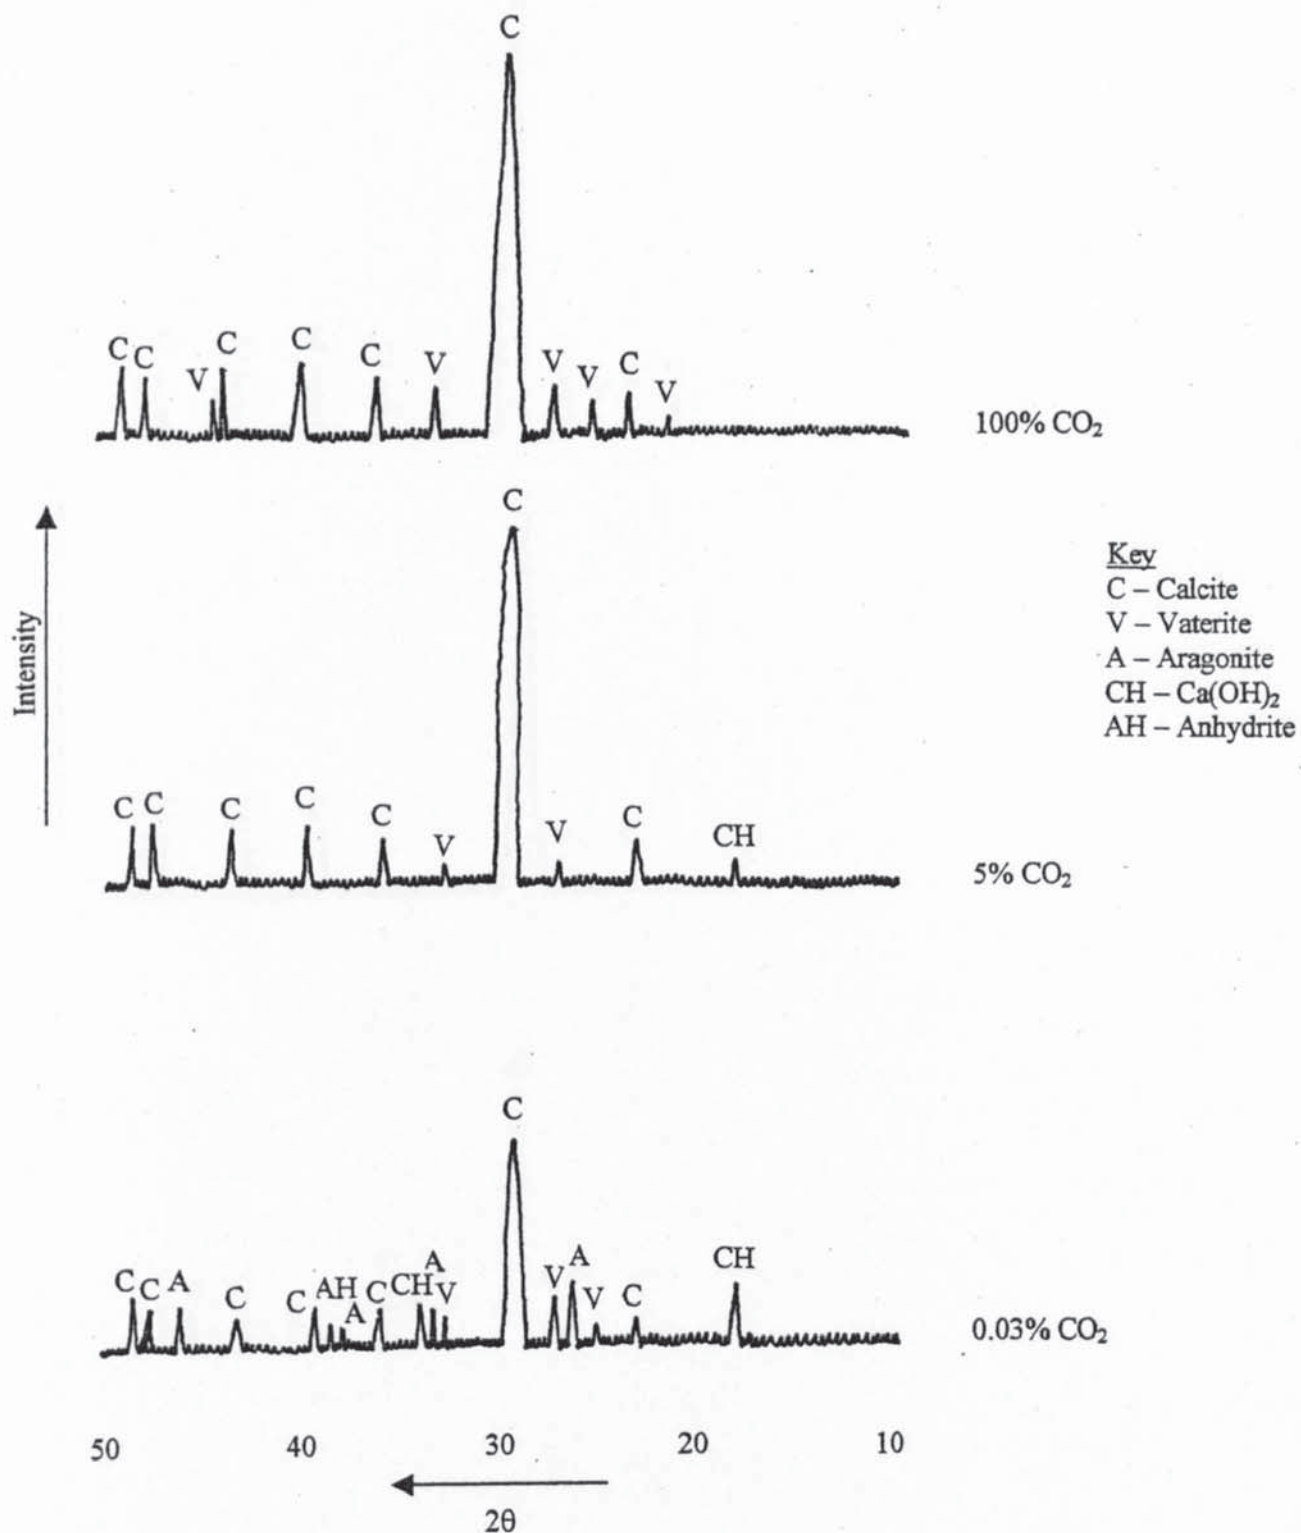 C
C C V C C C V V V C V
100% CO₂
C
C C C C C V V C CH
5% CO₂
Intensity
Key
C – Calcite
V – Vaterite
A – Aragonite
CH – Ca(OH)₂
AH – Anhydrite
C
C C A C C AH A C CH A V V A V C CH
0.03% CO₂
50 40 30 20 10
2θ